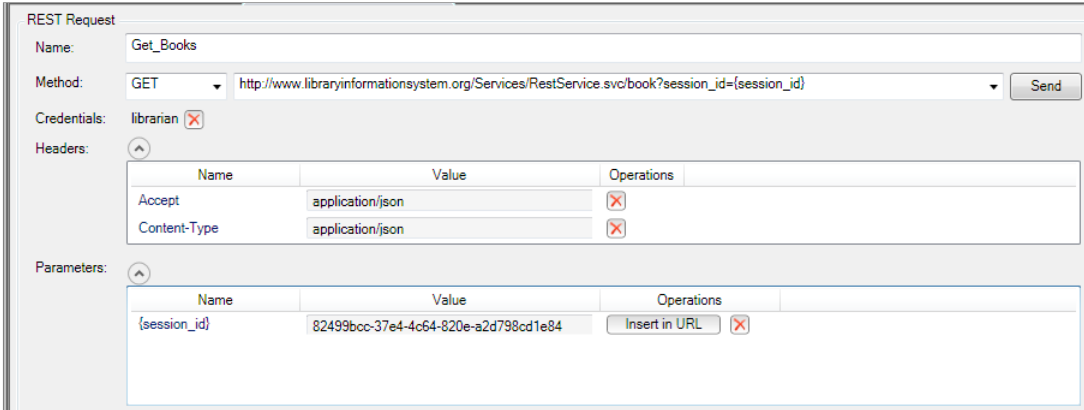 REST Request
Name: Get_Books
Method: GET http://www.libraryinformationsystem.org/Services/RestService.svc/book?session_id={session_id} Send
Credentials: librarian
Headers:
Name Value Operations
Accept application/json
Content-Type application/json
Parameters:
Name Value Operations
{session_id} 82499bcc-37e4-4c64-820e-a2d798cd1e84 Insert in URL